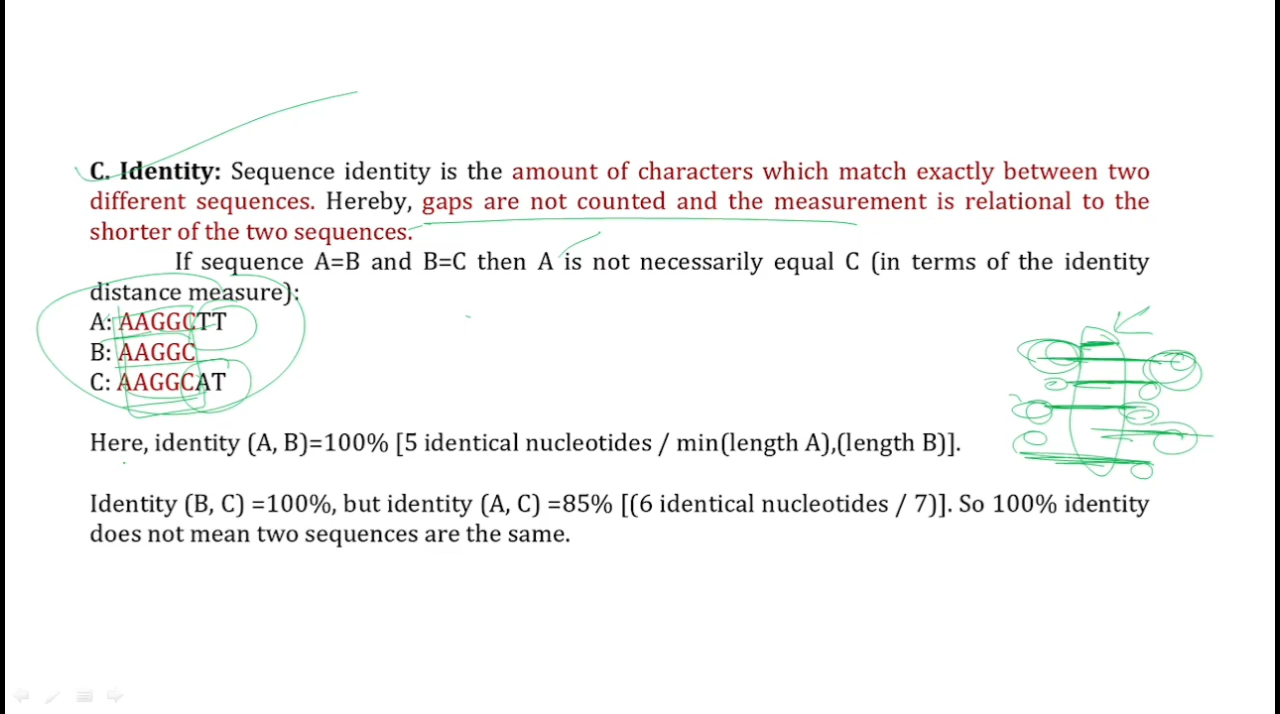 C. Identity: Sequence identity is the amount of characters which match exactly between two
different sequences. Hereby, gaps are not counted and the measurement is relational to the
shorter of the two sequences.
If sequence A=B and B=C then A is not necessarily equal C (in terms of the identity
distance measure):
A: AAGGCTT
B: AAGGC
C: AAGGCAT
Here, identity (A, B)=100% [5 identical nucleotides / min(length A),(length B)].
Identity (B, C) =100%, but identity (A, C) =85% [(6 identical nucleotides / 7)]. So 100% identity
does not mean two sequences are the same.